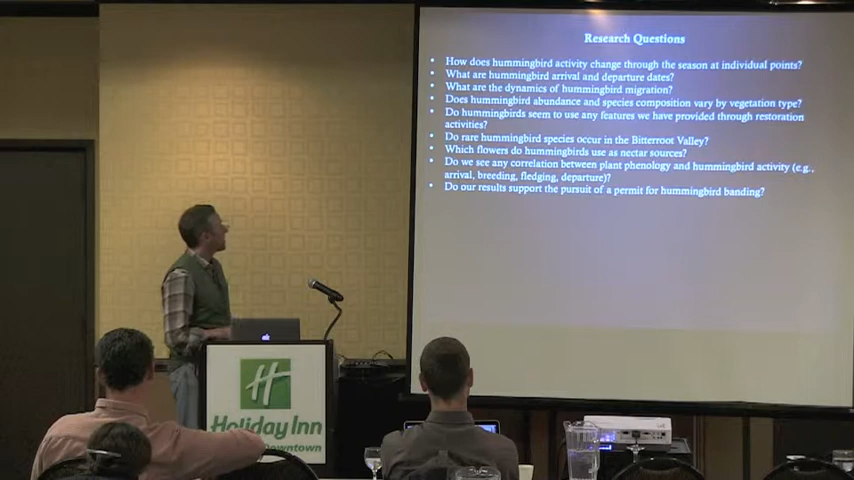 Research Questions
• How does hummingbird activity change through the season at individual points?
• What are hummingbird arrival and departure dates?
• What are the dynamics of hummingbird migration?
• Does hummingbird abundance and species composition vary by vegetation type?
• Do hummingbirds seem to use any features we have provided through restoration
activities?
• Do rare hummingbird species occur in the Bitterroot Valley?
• Which flowers do hummingbirds use as nectar sources?
• Do we see any correlation between plant phenology and hummingbird activity (e.g.,
arrival, breeding, fledging, departure)?
• Do our results support the pursuit of a permit for hummingbird banding?
H
Holiday Inn
Downtown